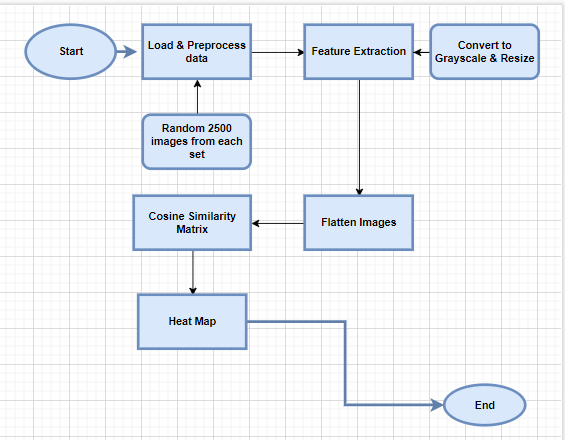 Start
Load & Preprocess
data
Feature Extraction
Convert to
Grayscale & Resize
Random 2500
images from each
set
Cosine Similarity
Matrix
Flatten Images
Heat Map
End